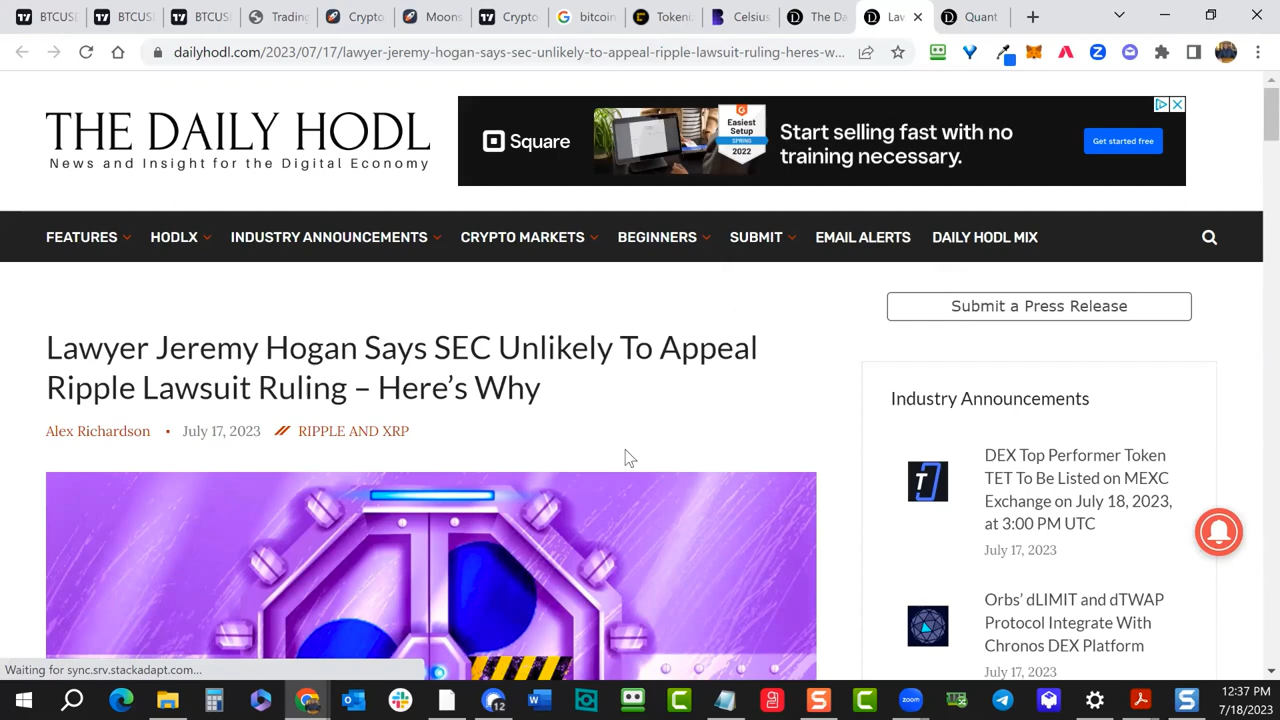 BTCUS
BTCUS
BTCUS
Trading
Crypto
Moons
Crypto
bitcoin
Tokeni
Celsius
The Da
Law
Quant
dailyhodl.com/2023/07/17/lawyer-jeremy-hogan-says-sec-unlikely-to-appeal-ripple-lawsuit-ruling-heres-w...
THE DAILY HODL
News and Insight for the Digital Economy
Square
Easiest
Setup
SPRING
2022
Start selling fast with no
training necessary.
Get started free
FEATURES HODLX INDUSTRY ANNOUNCEMENTS CRYPTO MARKETS BEGINNERS SUBMIT EMAIL ALERTS DAILY HODL MIX
Submit a Press Release
Lawyer Jeremy Hogan Says SEC Unlikely To Appeal
Ripple Lawsuit Ruling – Here's Why
Alex Richardson • July 17, 2023 RIPPLE AND XRP
Industry Announcements
DEX Top Performer Token
TET To Be Listed on MEXC
Exchange on July 18, 2023,
at 3:00 PM UTC
July 17, 2023
Orbs' dLIMIT and dTWAP
Protocol Integrate With
Chronos DEX Platform
July 17, 2023
Waiting for sync.srv.stackadapt.com...
12
zoom
12:37 PM
7/18/2023